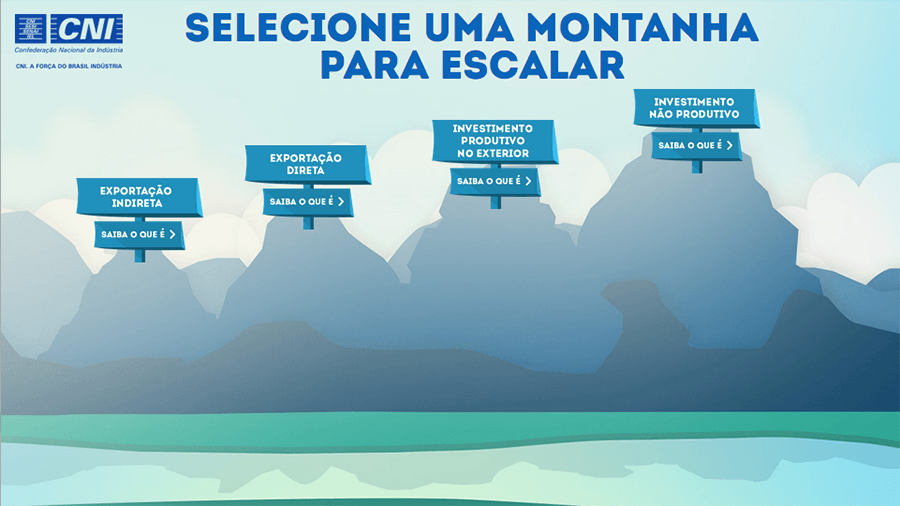 SELECIONE UMA MONTANHA
PARA ESCALAR
CNI
Confederação Nacional da Indústria
CNI. A FORÇA DO BRASIL INDÚSTRIA
EXPORTAÇÃO
INDIRETA
SAIBA O QUE É
EXPORTAÇÃO
DIRETA
SAIBA O QUE É
INVESTIMENTO
PRODUTIVO
NO EXTERIOR
SAIBA O QUE É
INVESTIMENTO
NÃO PRODUTIVO
SAIBA O QUE É